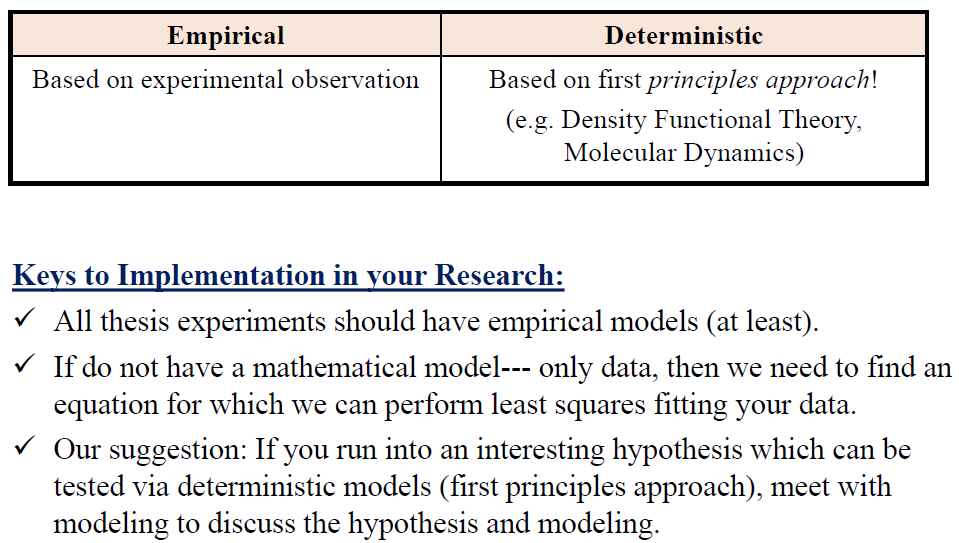 Empirical
Deterministic
Based on experimental observation
Based on first principles approach!
(e.g. Density Functional Theory,
Molecular Dynamics)
Keys to Implementation in your Research:
✓ All thesis experiments should have empirical models (at least).
✓ If do not have a mathematical model--- only data, then we need to find an
equation for which we can perform least squares fitting your data.
✓ Our suggestion: If you run into an interesting hypothesis which can be
tested via deterministic models (first principles approach), meet with
modeling to discuss the hypothesis and modeling.